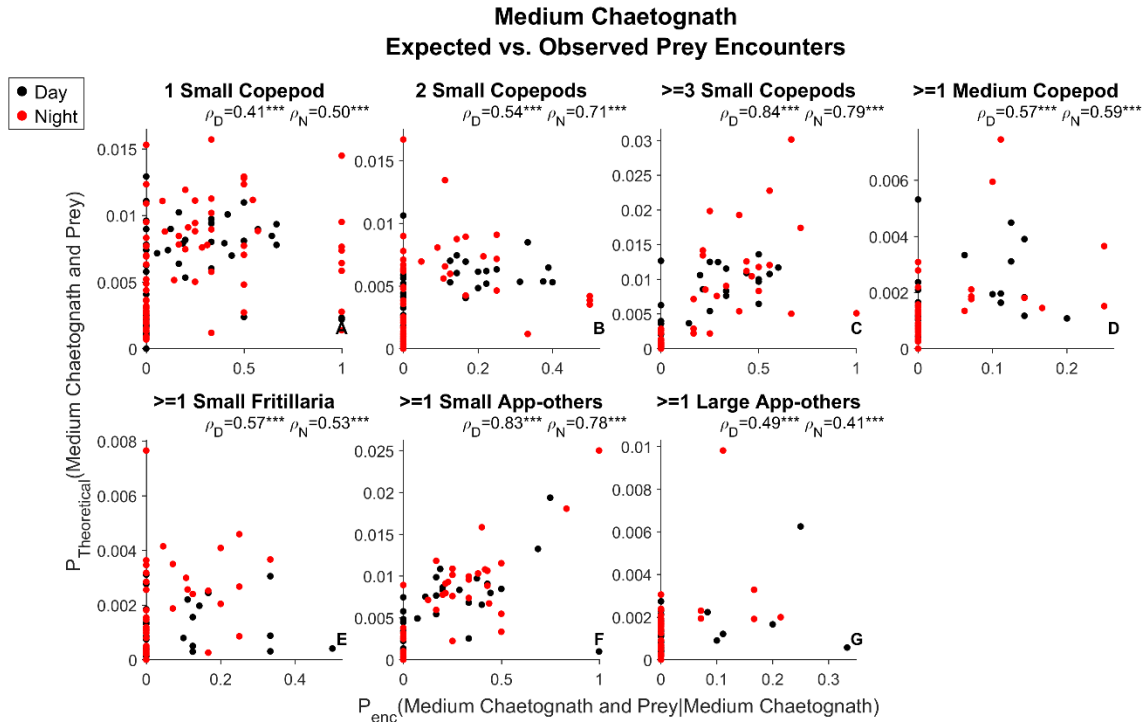 Medium Chaetognath
Expected vs. Observed Prey Encounters
Day
Night
1 Small Copepod
ρD=0.41*** ρN=0.50***
2 Small Copepods
ρD=0.54*** ρN=0.71***
>=3 Small Copepods
ρD=0.84*** ρN=0.79***
>=1 Medium Copepod
ρD=0.57*** ρN=0.59***
0.015
0.01
0.005
0
0 0.5 1
A
0.015
0.01
0.005
0
0 0.2 0.4
B
0.03
0.025
0.02
0.015
0.01
0.005
0
0 0.5 1
C
0.006
0.004
0.002
0
0 0.1 0.2
D
>=1 Small Fritillaria
ρD=0.57*** ρN=0.53***
>=1 Small App-others
ρD=0.83*** ρN=0.78***
>=1 Large App-others
ρD=0.49*** ρN=0.41***
0.008
0.006
0.004
0.002
0
0 0.2 0.4
E
0.025
0.02
0.015
0.01
0.005
0
0 0.5 1
F
0.01
0.008
0.006
0.004
0.002
0
0 0.1 0.2 0.3
G
PTheoretical(Medium Chaetognath and Prey)
Penc(Medium Chaetognath and Prey|Medium Chaetognath)